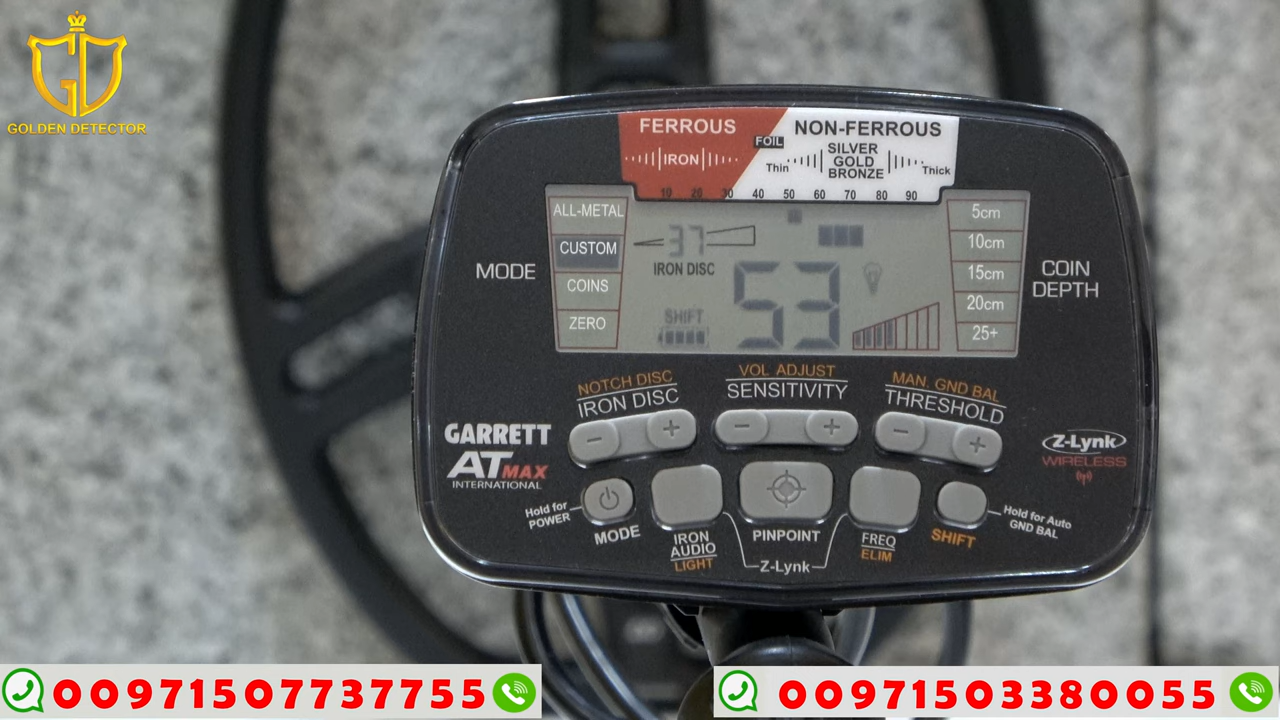 GD
GOLDEN DETECTOR
FERROUS
FOIL
NON-FERROUS
IRON
Thin
SILVER
GOLD
BRONZE
Thick
10 20 30 40 50 60 70 80 90
MODE
ALL-METAL
CUSTOM
COINS
ZERO
37
IRON DISC
SHIFT
53
5cm
10cm
15cm
20cm
25+
COIN
DEPTH
NOTCH DISC
IRON DISC
VOL ADJUST
SENSITIVITY
MAN. GND BAL
THRESHOLD
- +
- +
- +
GARRETT
AT MAX
INTERNATIONAL
Z-Lynk
WIRELESS
Hold for
POWER
MODE
IRON
AUDIO
LIGHT
PINPOINT
Z-Lynk
FREQ
ELIM
SHIFT
Hold for Auto
GND BAL
00971507737755
00971503380055